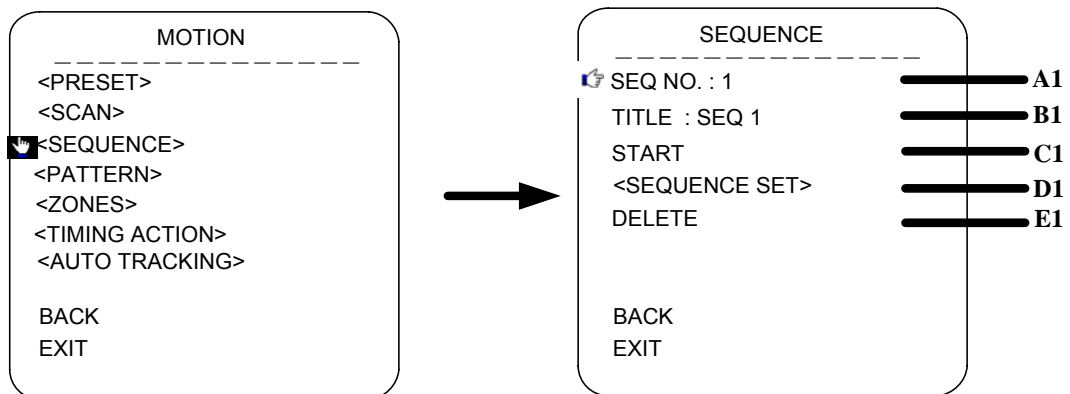 MOTION
<PRESET>
<SCAN>
<SEQUENCE>
<PATTERN>
<ZONES>
<TIMING ACTION>
<AUTO TRACKING>
BACK
EXIT
SEQUENCE
SEQ NO. : 1
TITLE : SEQ 1
START
<SEQUENCE SET>
DELETE
BACK
EXIT
A1
B1
C1
D1
E1